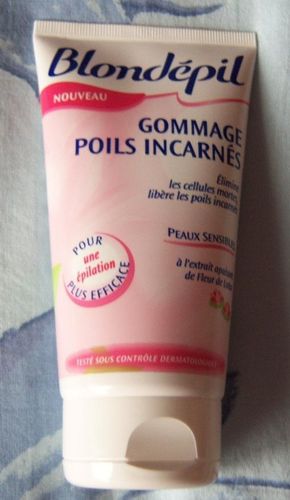 Blondépil
NOUVEAU
GOMMAGE
POILS INCARNÉS
Élimine
les cellules mortes,
libère les poils incarnés
PEAUX SENSIBLES
à l'extrait apaisant
de Fleur de Lotus
POUR
une
épilation
PLUS EFFICACE
TESTÉ SOUS CONTRÔLE DERMATOLOGIQUE